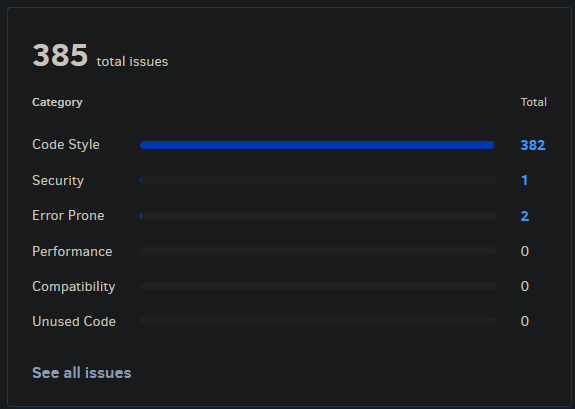 385 total issues
Category Total
Code Style 382
Security 1
Error Prone 2
Performance 0
Compatibility 0
Unused Code 0
See all issues